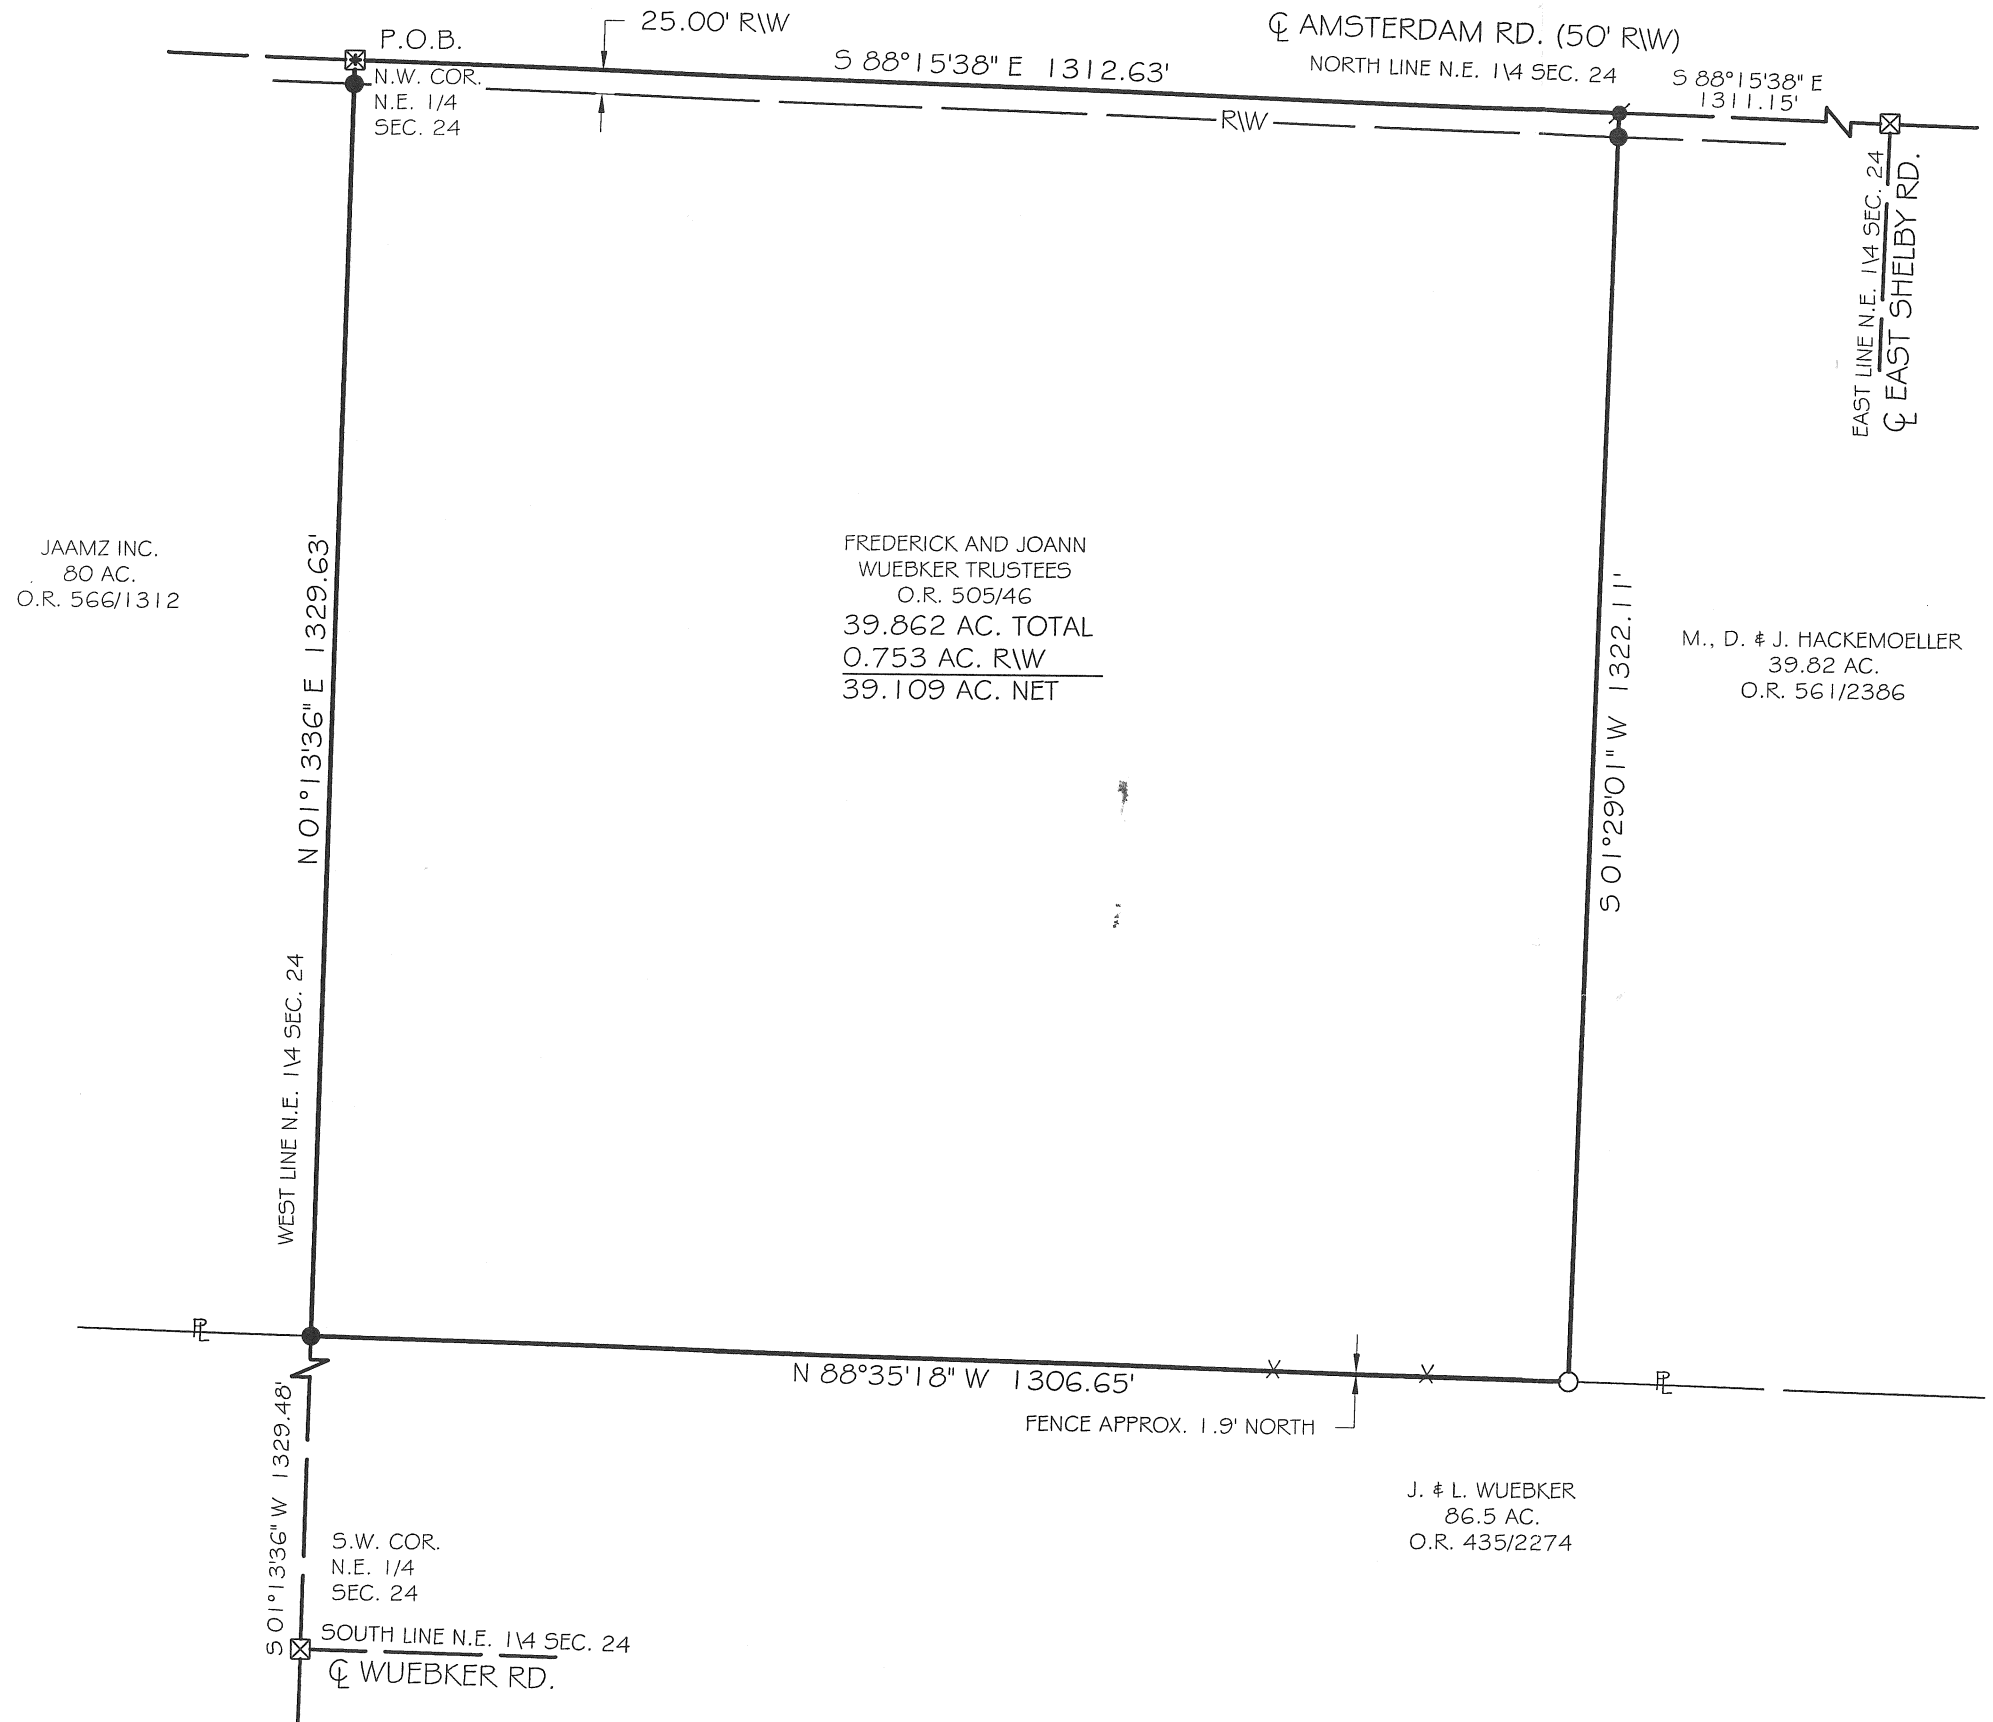 25.00' R\W
℄ AMSTERDAM RD. (50' R\W)
P.O.B.
S 88°15'38" E 1312.63'
NORTH LINE N.E. 1\4 SEC. 24
S 88°15'38" E
1311.15'
N.W. COR.
N.E. 1/4
SEC. 24
R\W
EAST LINE N.E. 1\4 SEC. 24
℄ EAST SHELBY RD.
JAAMZ INC.
80 AC.
O.R. 566/1312
N 01°13'36" E 1329.63'
WEST LINE N.E. 1\4 SEC. 24
FREDERICK AND JOANN
WUEBKER TRUSTEES
O.R. 505/46
39.862 AC. TOTAL
0.753 AC. R\W
39.109 AC. NET
S 01°29'01" W 1322.11'
M., D. & J. HACKEMOELLER
39.82 AC.
O.R. 561/2386
PL
N 88°35'18" W 1306.65'
PL
FENCE APPROX. 1.9' NORTH
S 01°13'36" W 1329.48'
J. & L. WUEBKER
86.5 AC.
O.R. 435/2274
S.W. COR.
N.E. 1/4
SEC. 24
SOUTH LINE N.E. 1\4 SEC. 24
℄ WUEBKER RD.